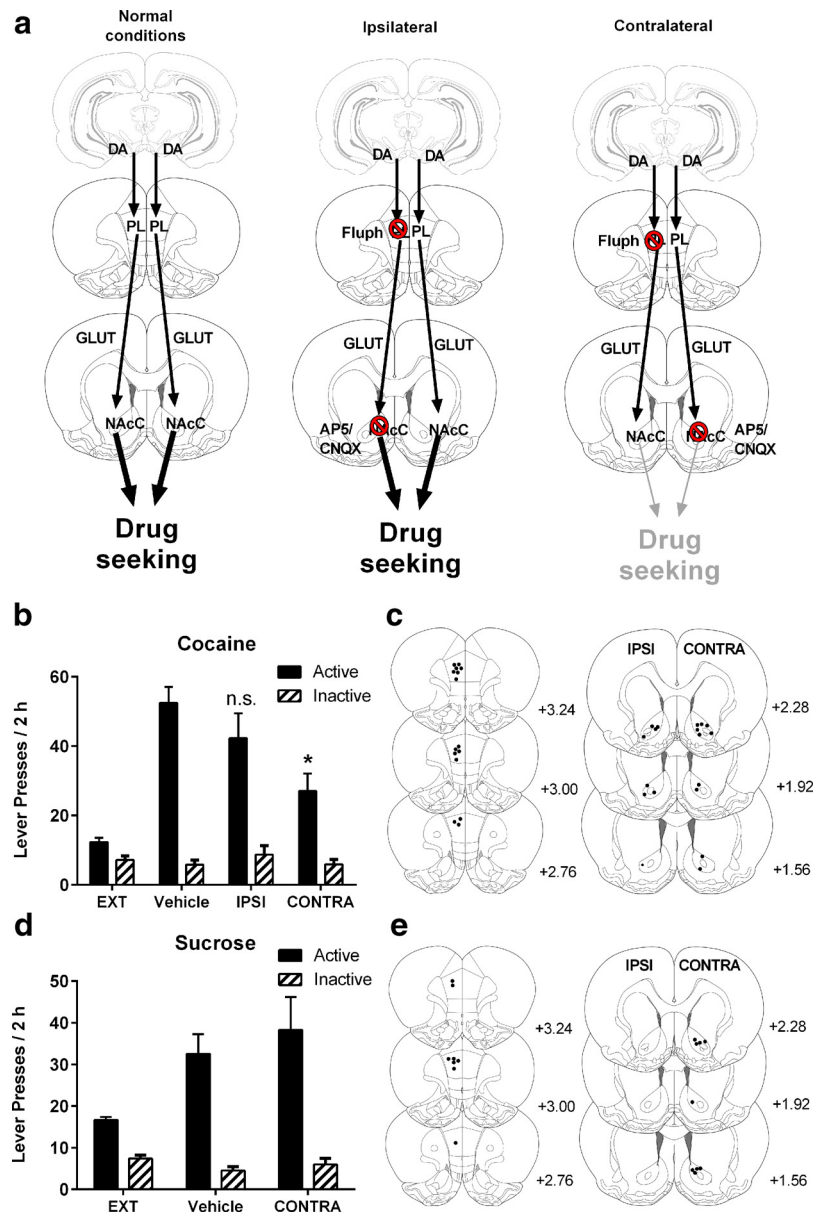 a
Normal
conditions
Ipsilateral
Contralateral
DA DA
DA DA
DA DA
PL PL
Fluph PL
Fluph PL
GLUT GLUT
GLUT GLUT
GLUT GLUT
NAcC NAcC
AP5/
CNQX
NAcC NAcC
NAcC NAcC
AP5/
CNQX
Drug
seeking
Drug
seeking
Drug
seeking
b
Cocaine
Active
Inactive
Lever Presses / 2 h
60
40
20
0
n.s.
*
EXT Vehicle IPSI CONTRA
c
IPSI CONTRA
+3.24
+3.00
+2.76
+2.28
+1.92
+1.56
d
Sucrose
Active
Inactive
Lever Presses / 2 h
50
40
30
20
10
0
EXT Vehicle CONTRA
e
IPSI CONTRA
+3.24
+3.00
+2.76
+2.28
+1.92
+1.56